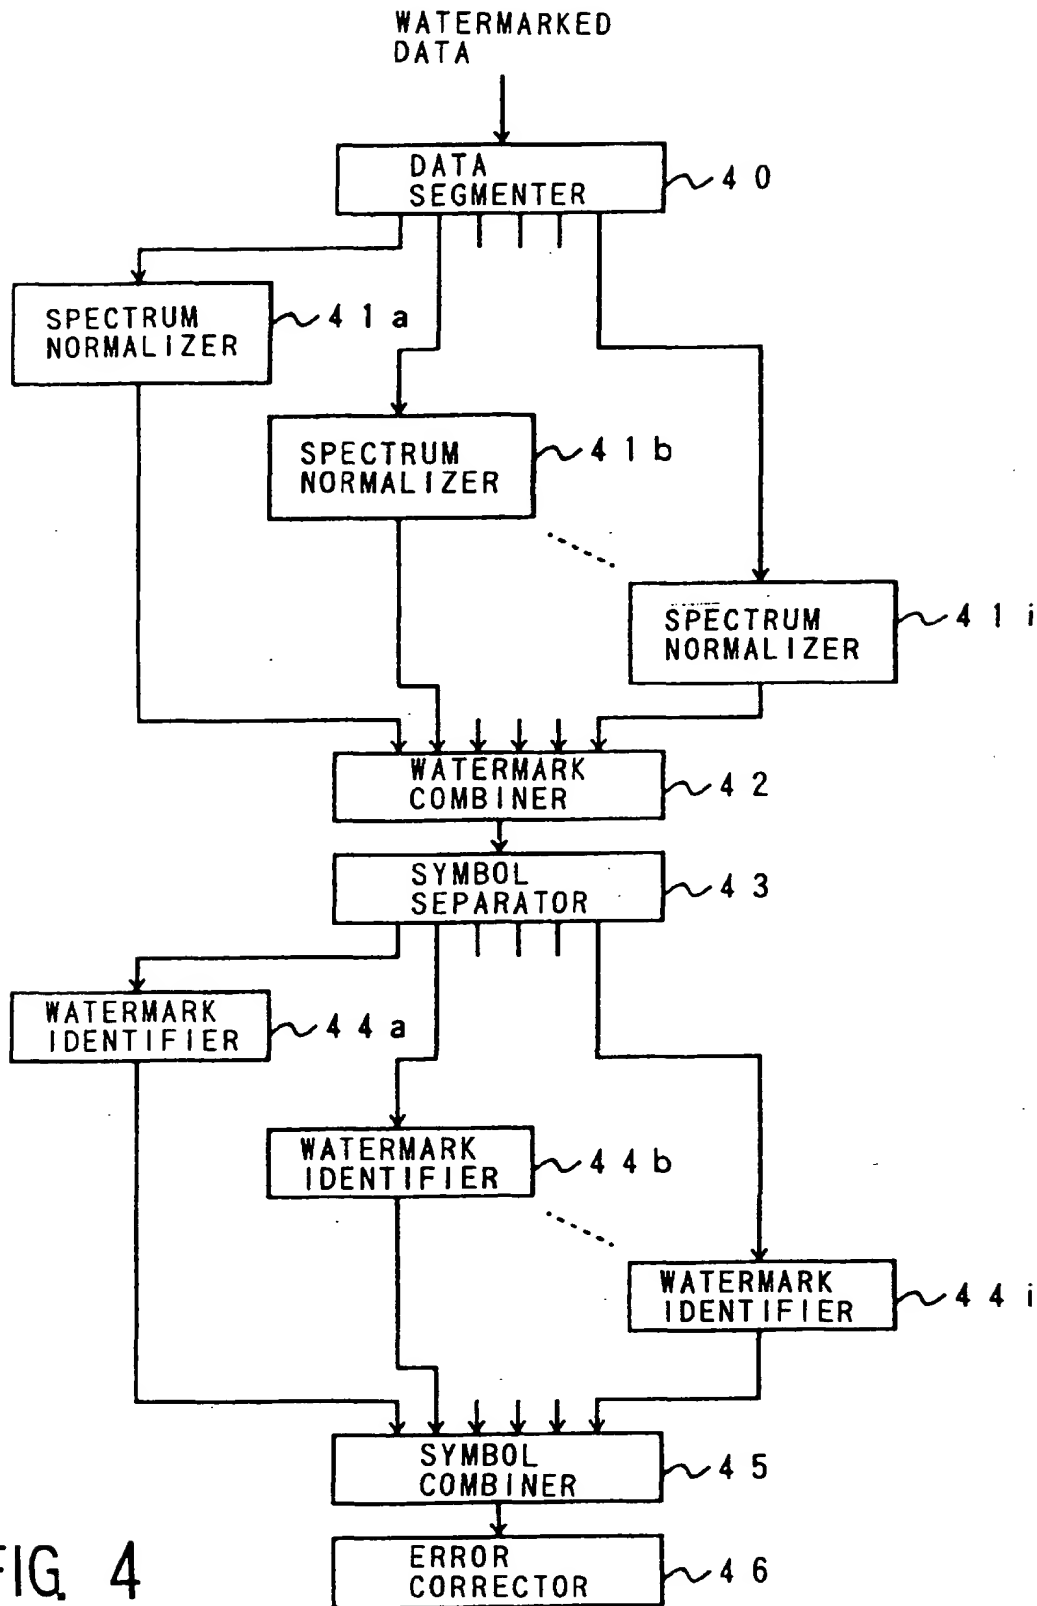 WATERMARKED
DATA
DATA
SEGMENTER
40
SPECTRUM
NORMALIZER
41a
SPECTRUM
NORMALIZER
41b
SPECTRUM
NORMALIZER
41i
WATERMARK
COMBINER
42
SYMBOL
SEPARATOR
43
WATERMARK
IDENTIFIER
44a
WATERMARK
IDENTIFIER
44b
WATERMARK
IDENTIFIER
44i
SYMBOL
COMBINER
45
ERROR
CORRECTOR
46
FIG. 4